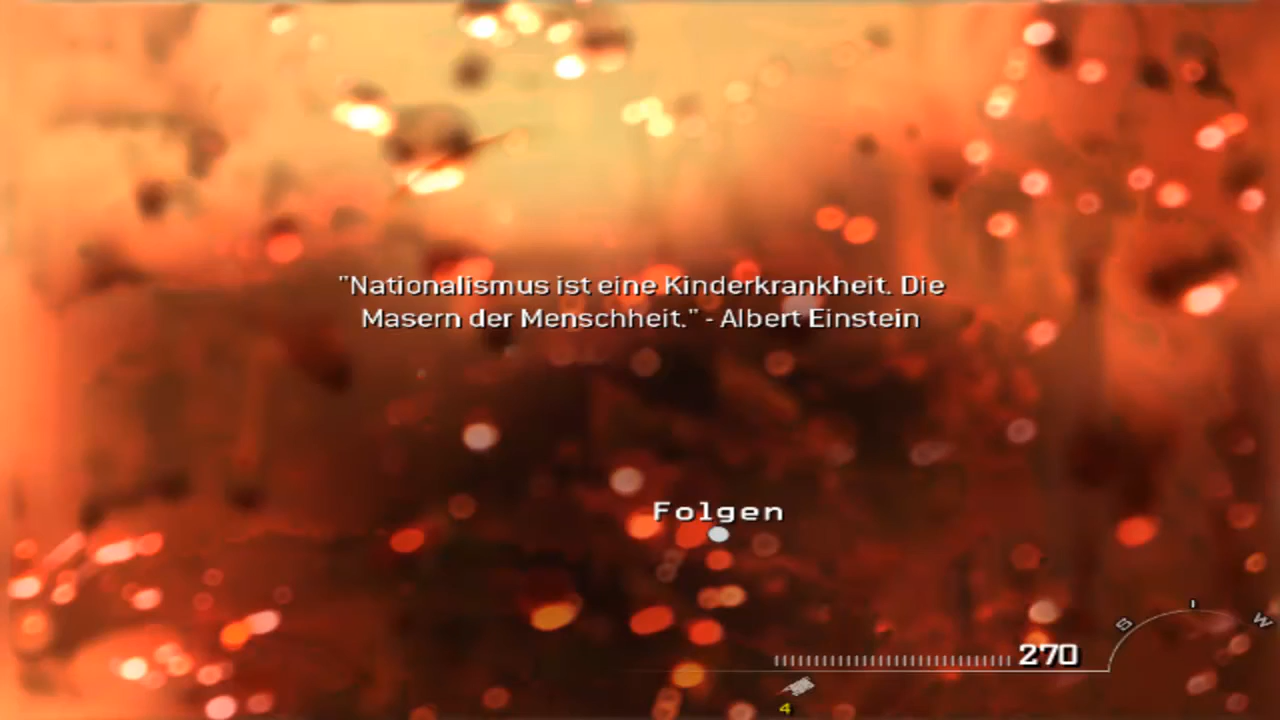 "Nationalismus ist eine Kinderkrankheit. Die
Masern der Menschheit." - Albert Einstein
Folgen
270
S
W
4